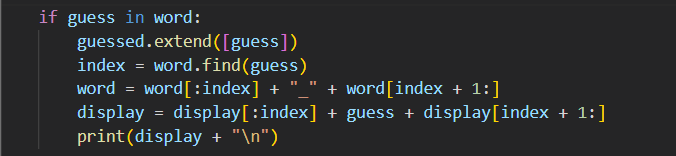 if guess in word:
    guessed.extend([guess])
    index = word.find(guess)
    word = word[:index] + "_" + word[index + 1:]
    display = display[:index] + guess + display[index + 1:]
    print(display + "\n")